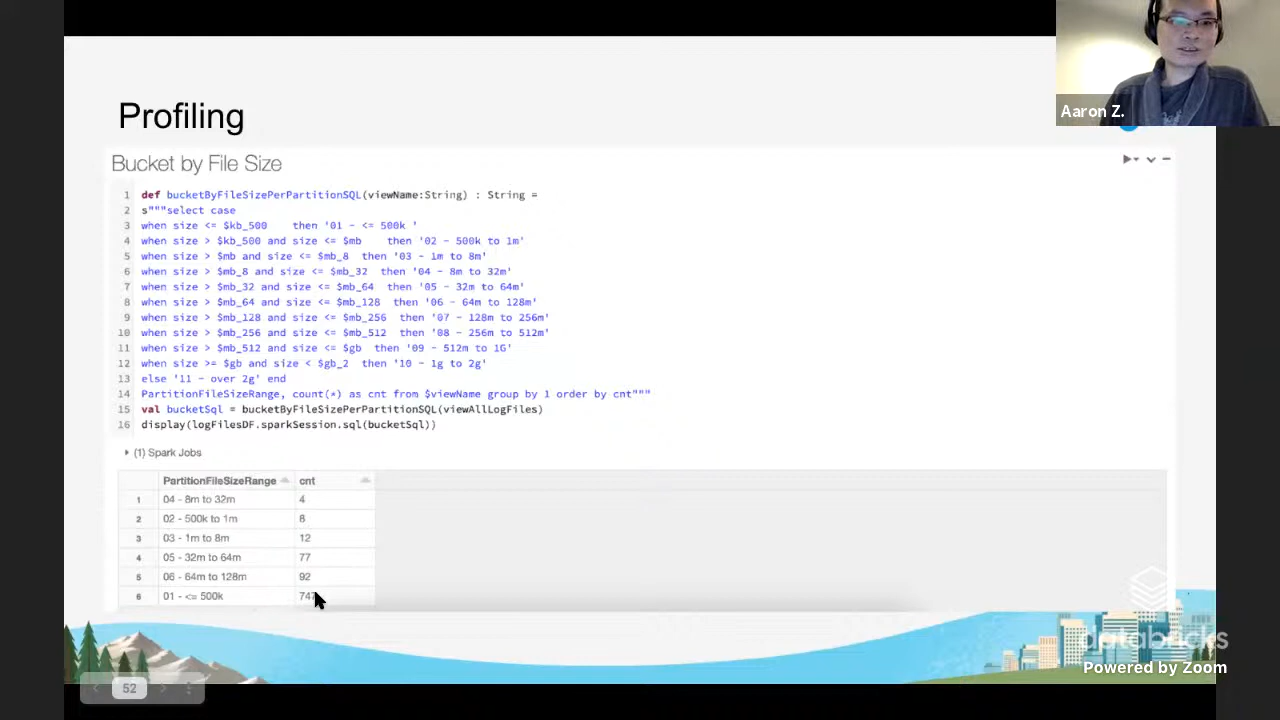 Profiling
Aaron Z.
Bucket by File Size
1 def bucketByFileSizePerPartitionSQL(viewName:String) : String =
2 s"""select case
3 when size <= $kb_500 then '01 - <= 500k '
4 when size > $kb_500 and size <= $mb then '02 - 500k to 1m'
5 when size > $mb and size <= $mb_8 then '03 - 1m to 8m'
6 when size > $mb_8 and size <= $mb_32 then '04 - 8m to 32m'
7 when size > $mb_32 and size <= $mb_64 then '05 - 32m to 64m'
8 when size > $mb_64 and size <= $mb_128 then '06 - 64m to 128m'
9 when size > $mb_128 and size <= $mb_256 then '07 - 128m to 256m'
10 when size > $mb_256 and size <= $mb_512 then '08 - 256m to 512m'
11 when size > $mb_512 and size <= $gb then '09 - 512m to 1G'
12 when size >= $gb and size < $gb_2 then '10 - 1g to 2g'
13 else '11 - over 2g' end
14 PartitionFileSizeRange, count(*) as cnt from $viewName group by 1 order by cnt"""
15 val bucketSql = bucketByFileSizePerPartitionSQL(viewAllLogFiles)
16 display(logFilesDF.sparkSession.sql(bucketSql))
(1) Spark Jobs
PartitionFileSizeRange cnt
1 04 - 8m to 32m 4
2 02 - 500k to 1m 8
3 03 - 1m to 8m 12
4 05 - 32m to 64m 77
5 06 - 64m to 128m 92
6 01 - <= 500k
databricks
Powered by Zoom
52